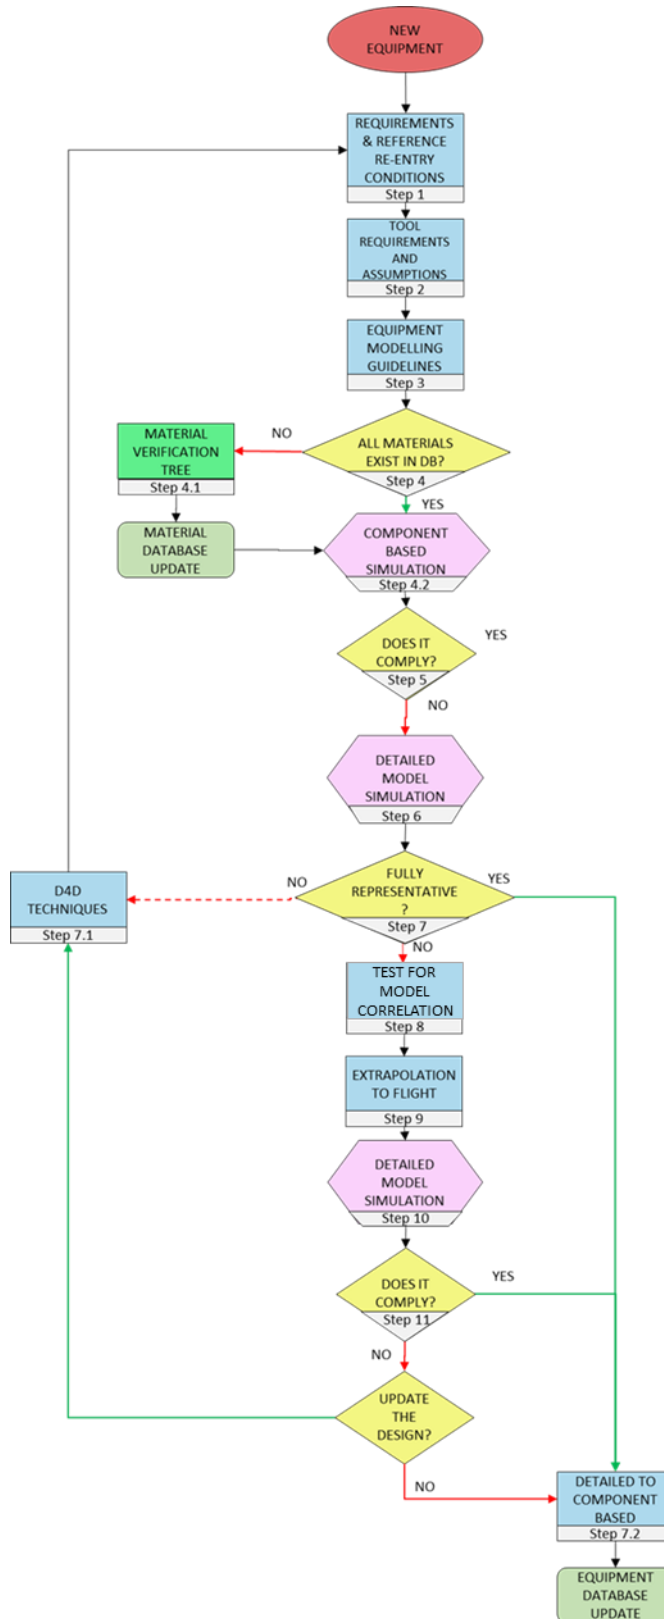 NEW
EQUIPMENT
REQUIREMENTS
& REFERENCE
RE-ENTRY
CONDITIONS
Step 1
TOOL
REQUIREMENTS
AND
ASSUMPTIONS
Step 2
EQUIPMENT
MODELLING
GUIDELINES
Step 3
ALL MATERIALS
EXIST IN DB?
Step 4
NO
YES
MATERIAL
VERIFICATION
TREE
Step 4.1
MATERIAL
DATABASE
UPDATE
COMPONENT
BASED
SIMULATION
Step 4.2
DOES IT
COMPLY?
Step 5
YES
NO
DETAILED
MODEL
SIMULATION
Step 6
FULLY
REPRESENTATIVE
?
Step 7
NO
YES
NO
D4D
TECHNIQUES
Step 7.1
TEST FOR
MODEL
CORRELATION
Step 8
EXTRAPOLATION
TO FLIGHT
Step 9
DETAILED
MODEL
SIMULATION
Step 10
DOES IT
COMPLY?
Step 11
YES
NO
UPDATE
THE
DESIGN?
NO
DETAILED TO
COMPONENT
BASED
Step 7.2
EQUIPMENT
DATABASE
UPDATE